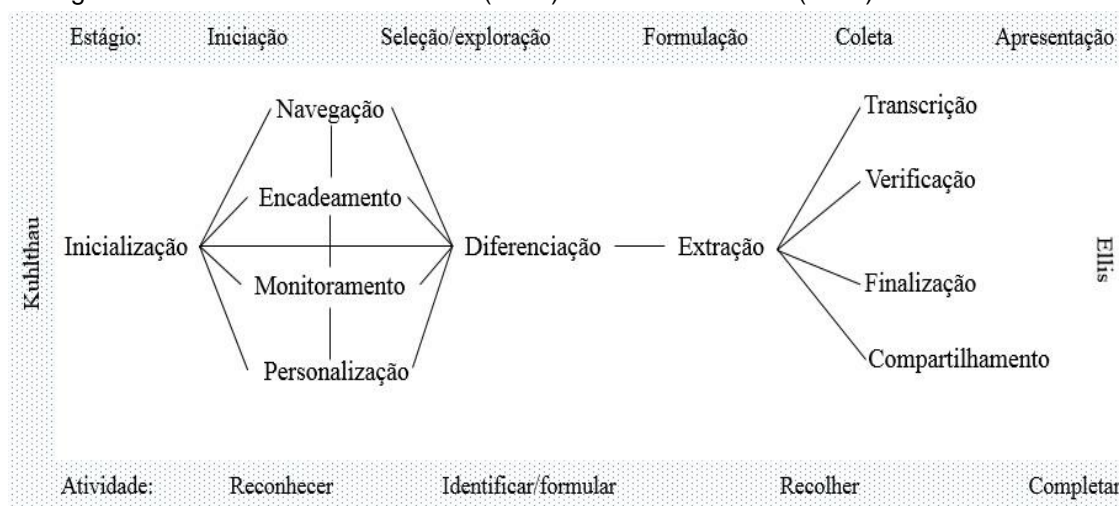 Estágio: Iniciação Seleção/exploração Formulação Coleta Apresentação
Navegação
Transcrição
Encadeamento
Verificação
Kuhlthau
Inicialização
Diferenciação
Extração
Ellis
Monitoramento
Finalização
Personalização
Compartilhamento
Atividade: Reconhecer Identificar/formular Recolher Completar